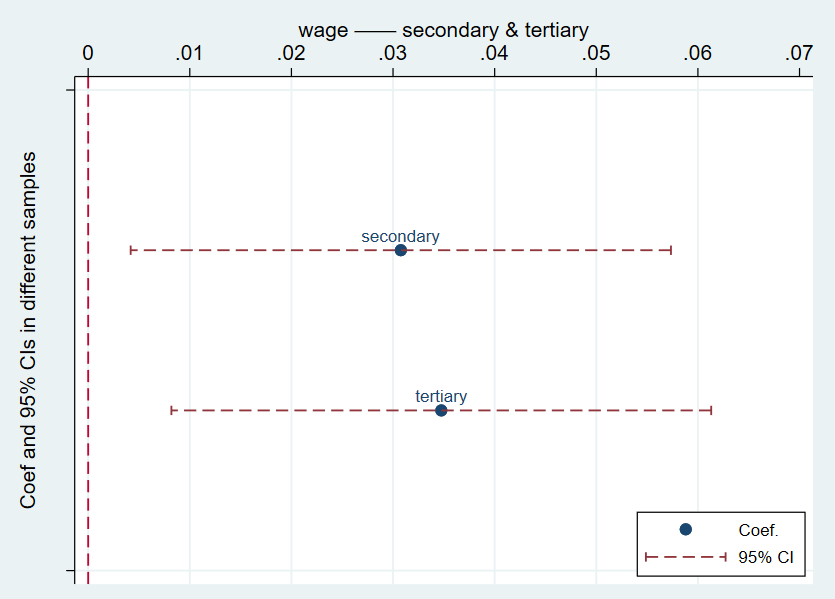 wage —— secondary & tertiary
0 .01 .02 .03 .04 .05 .06 .07
Coef and 95% CIs in different samples
secondary
tertiary
Coef.
95% CI